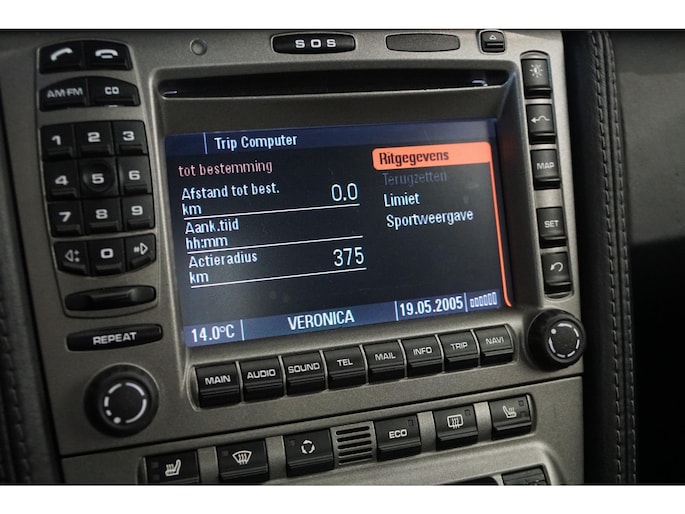 SOS
AM·FM CD
1 2 3
4 5 6
7 8 9
0
REPEAT
Trip Computer
tot bestemming
Afstand tot best.
km 0.0
Aank.tijd
hh:mm
Actieradius
km 375
Ritgegevens
Terugzetten
Limiet
Sportweergave
14.0°C VERONICA 19.05.2005
MAP
SET
MAIN AUDIO SOUND TEL MAIL INFO TRIP NAVI
ECO